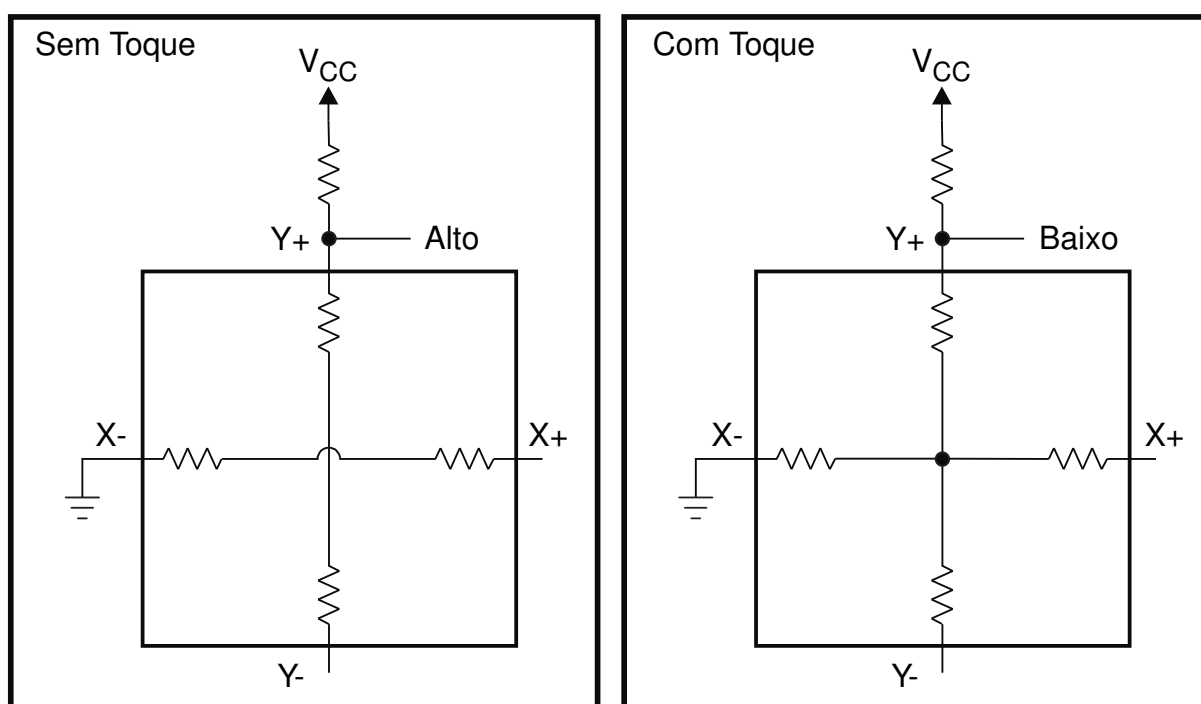 Sem Toque
VCC
Y+
Alto
X-
X+
Y-
Com Toque
VCC
Y+
Baixo
X-
X+
Y-